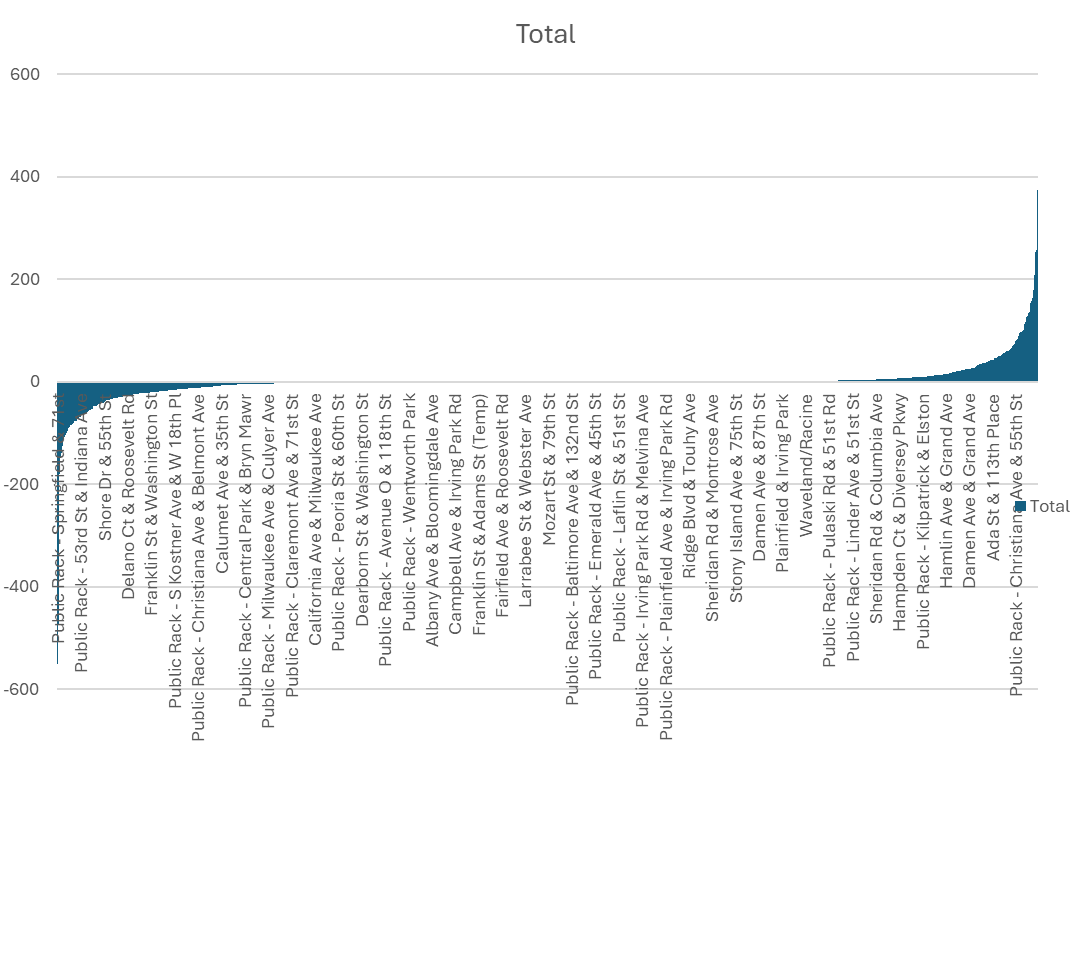 Total
600
400
200
0
-200
-400
-600
Public Rack - Springfield & 71st
Public Rack - 53rd St & Indiana Ave
Shore Dr & 55th St
Delano Ct & Roosevelt Rd
Franklin St & Washington St
Public Rack - S Kostner Ave & W 18th Pl
Public Rack - Christiana Ave & Belmont Ave
Calumet Ave & 35th St
Public Rack - Central Park & Bryn Mawr
Public Rack - Milwaukee Ave & Culyer Ave
Public Rack - Claremont Ave & 71st St
California Ave & Milwaukee Ave
Public Rack - Peoria St & 60th St
Dearborn St & Washington St
Public Rack - Avenue O & 118th St
Public Rack - Wentworth Park
Albany Ave & Bloomingdale Ave
Campbell Ave & Irving Park Rd
Franklin St & Adams St (Temp)
Fairfield Ave & Roosevelt Rd
Larrabee St & Webster Ave
Mozart St & 79th St
Public Rack - Baltimore Ave & 132nd St
Public Rack - Emerald Ave & 45th St
Public Rack - Laflin St & 51st St
Public Rack - Irving Park Rd & Melvina Ave
Public Rack - Plainfield Ave & Irving Park Rd
Ridge Blvd & Touhy Ave
Sheridan Rd & Montrose Ave
Stony Island Ave & 75th St
Damen Ave & 87th St
Plainfield & Irving Park
Waveland/Racine
Public Rack - Pulaski Rd & 51st Rd
Public Rack - Linder Ave & 51st St
Sheridan Rd & Columbia Ave
Hampden Ct & Diversey Pkwy
Public Rack - Kilpatrick & Elston
Hamlin Ave & Grand Ave
Damen Ave & Grand Ave
Ada St & 113th Place
Public Rack - Christiana Ave & 55th St
Total